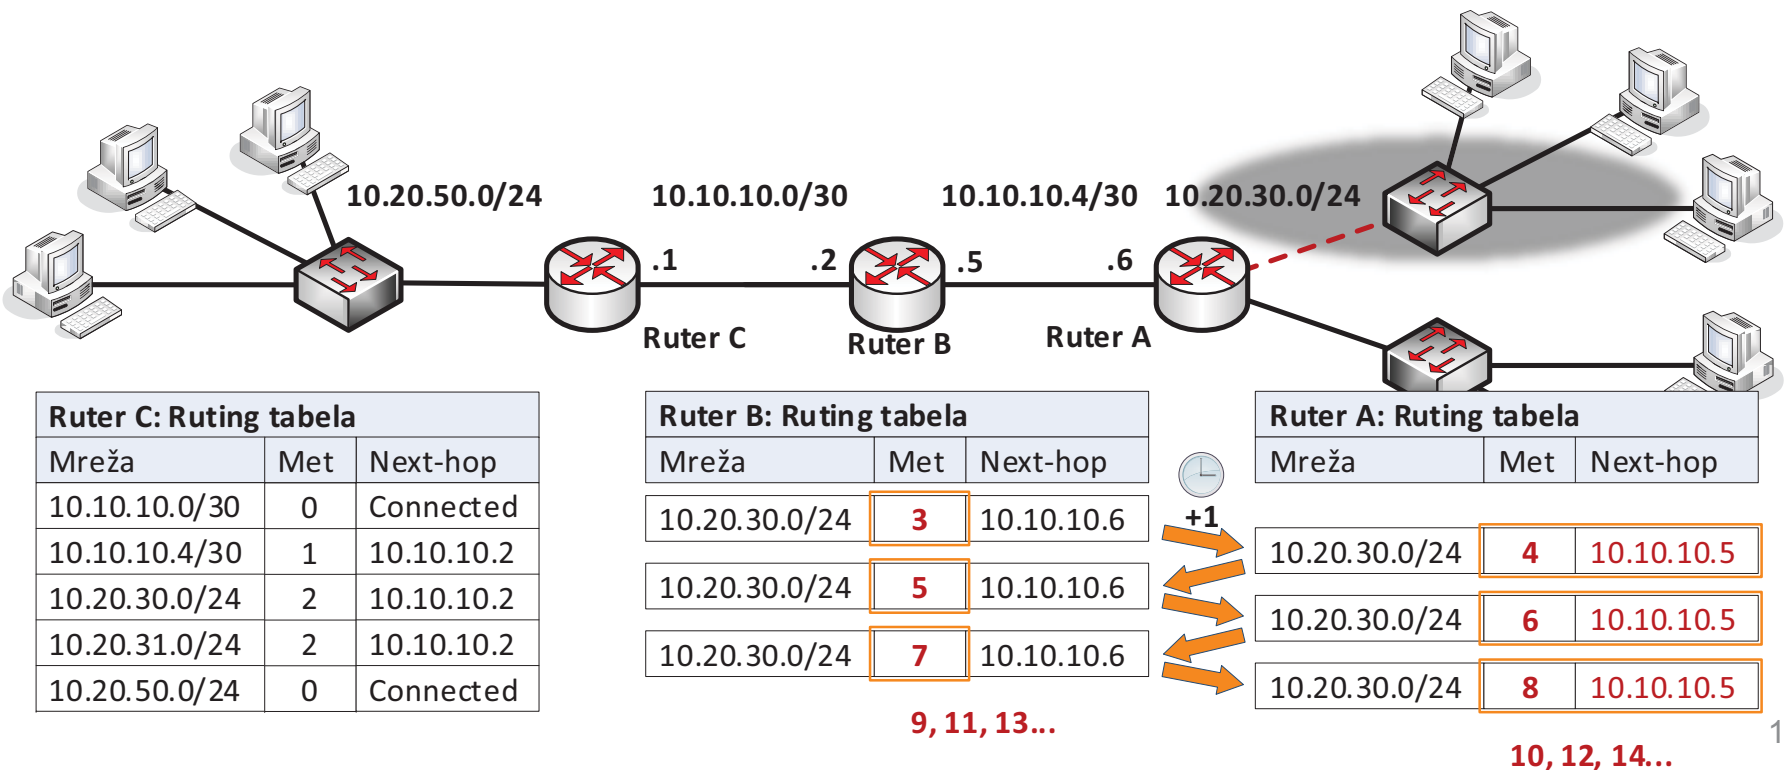 10.20.50.0/24
10.10.10.0/30
10.10.10.4/30
10.20.30.0/24
.1
.2
.5
.6
Ruter C
Ruter B
Ruter A
Ruter C: Ruting tabela
Mreža Met Next-hop
10.10.10.0/30 0 Connected
10.10.10.4/30 1 10.10.10.2
10.20.30.0/24 2 10.10.10.2
10.20.31.0/24 2 10.10.10.2
10.20.50.0/24 0 Connected
Ruter B: Ruting tabela
Mreža Met Next-hop
10.20.30.0/24 3 10.10.10.6
10.20.30.0/24 5 10.10.10.6
10.20.30.0/24 7 10.10.10.6
9, 11, 13...
+1
Ruter A: Ruting tabela
Mreža Met Next-hop
10.20.30.0/24 4 10.10.10.5
10.20.30.0/24 6 10.10.10.5
10.20.30.0/24 8 10.10.10.5
10, 12, 14...
1